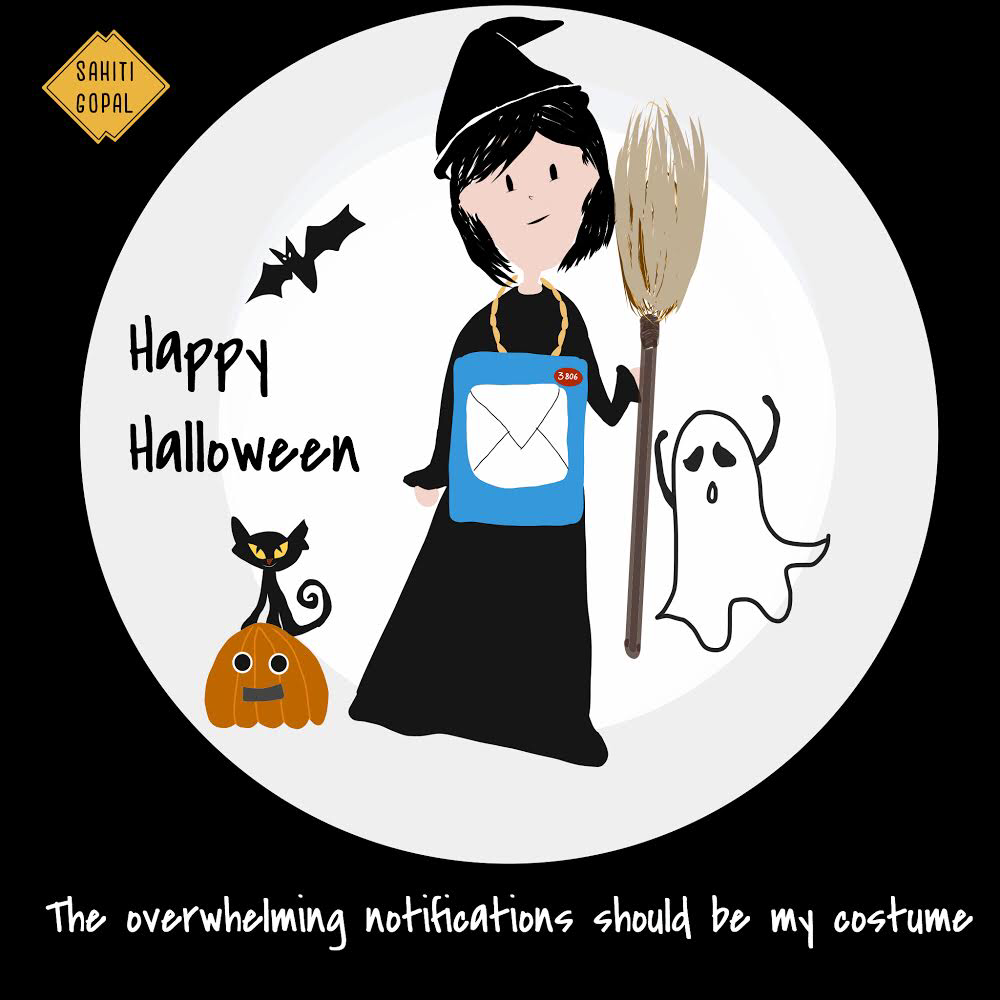 SAHITI
GOPAL
Happy
Halloween
3806
The overwhelming notifications should be my costume